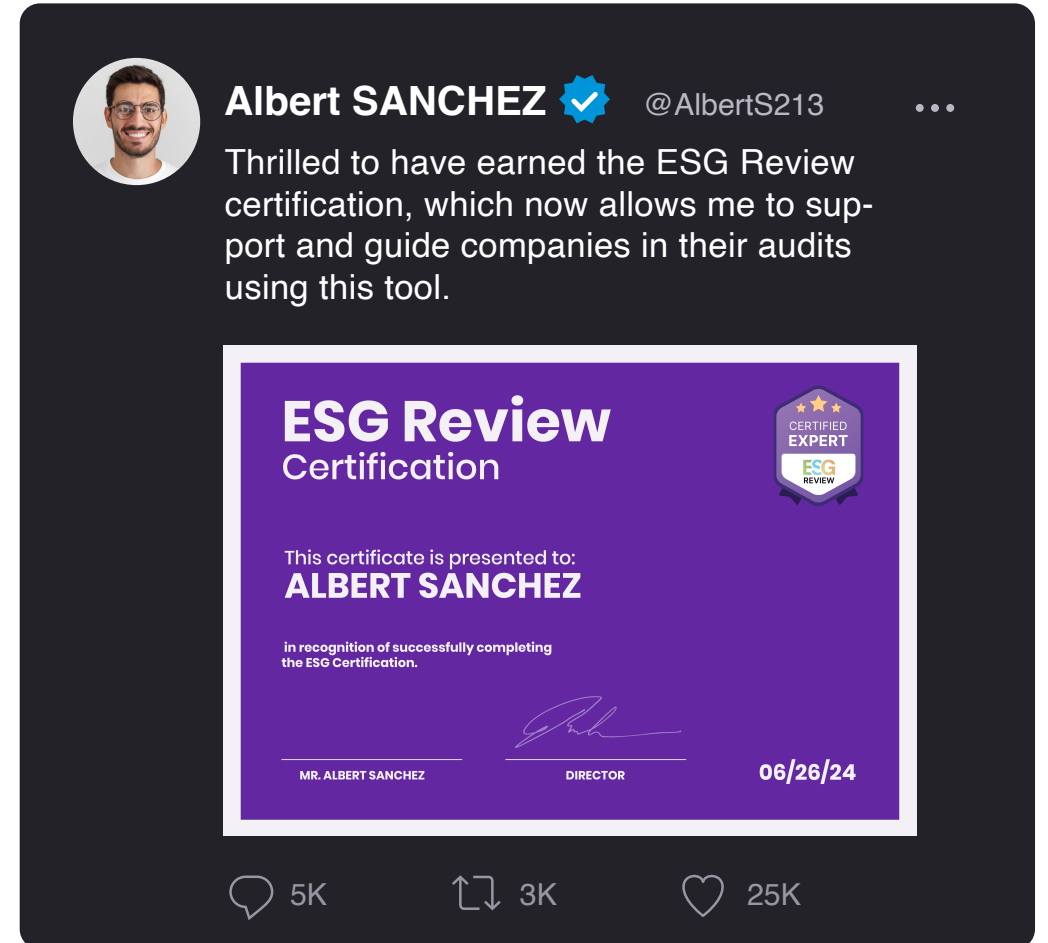 Albert SANCHEZ @AlbertS213
Thrilled to have earned the ESG Review
certification, which now allows me to sup-
port and guide companies in their audits
using this tool.
ESG Review
Certification
CERTIFIED
EXPERT
ESG
REVIEW
This certificate is presented to:
ALBERT SANCHEZ
in recognition of successfully completing
the ESG Certification.
MR. ALBERT SANCHEZ
DIRECTOR
06/26/24
5K 3K 25K